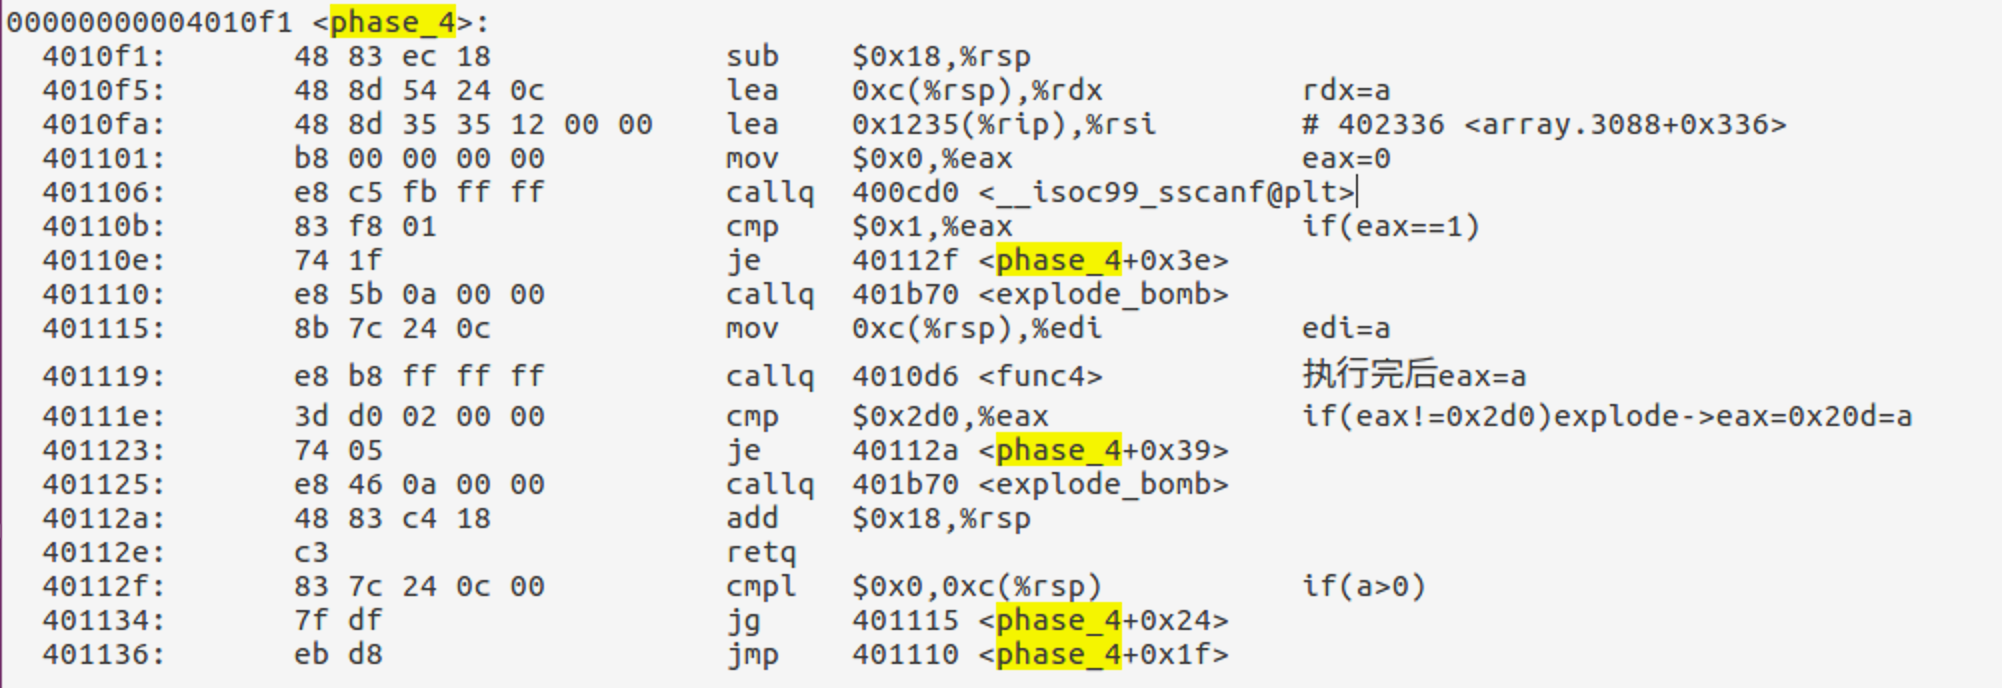 00000000004010f1 <phase_4>:
4010f1: 48 83 ec 18 sub $0x18,%rsp
4010f5: 48 8d 54 24 0c lea 0xc(%rsp),%rdx rdx=a
4010fa: 48 8d 35 35 12 00 00 lea 0x1235(%rip),%rsi # 402336 <array.3088+0x336>
401101: b8 00 00 00 00 mov $0x0,%eax eax=0
401106: e8 c5 fb ff ff callq 400cd0 <__isoc99_sscanf@plt>
40110b: 83 f8 01 cmp $0x1,%eax if(eax==1)
40110e: 74 1f je 40112f <phase_4+0x3e>
401110: e8 5b 0a 00 00 callq 401b70 <explode_bomb>
401115: 8b 7c 24 0c mov 0xc(%rsp),%edi edi=a
401119: e8 b8 ff ff ff callq 4010d6 <func4> 执行完后eax=a
40111e: 3d d0 02 00 00 cmp $0x2d0,%eax if(eax!=0x2d0)explode->eax=0x20d=a
401123: 74 05 je 40112a <phase_4+0x39>
401125: e8 46 0a 00 00 callq 401b70 <explode_bomb>
40112a: 48 83 c4 18 add $0x18,%rsp
40112e: c3 retq
40112f: 83 7c 24 0c 00 cmpl $0x0,0xc(%rsp) if(a>0)
401134: 7f df jg 401115 <phase_4+0x24>
401136: eb d8 jmp 401110 <phase_4+0x1f>